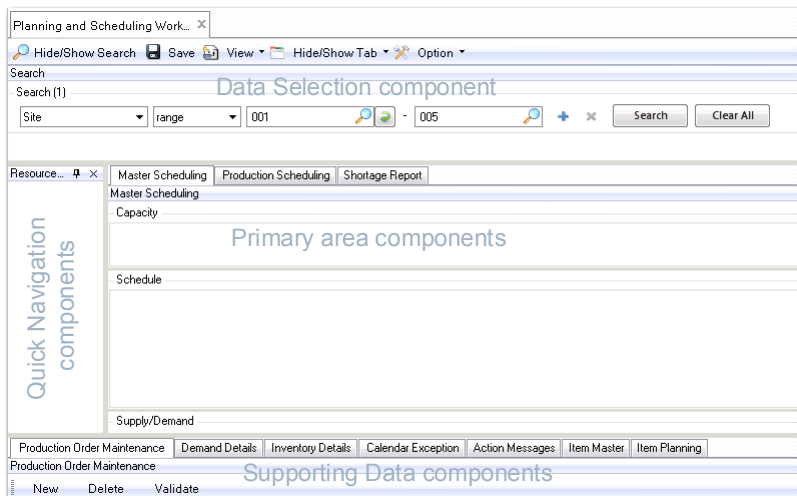 Planning and Scheduling Work...
Hide/Show Search Save View Hide/Show Tab Option
Search
Data Selection component
Search (1)
Site range 001 - 005 Search Clear All
Resource... Master Scheduling Production Scheduling Shortage Report
Master Scheduling
Capacity
Primary area components
Quick Navigation
components
Schedule
Supply/Demand
Production Order Maintenance Demand Details Inventory Details Calendar Exception Action Messages Item Master Item Planning
Production Order Maintenance
Supporting Data components
New Delete Validate